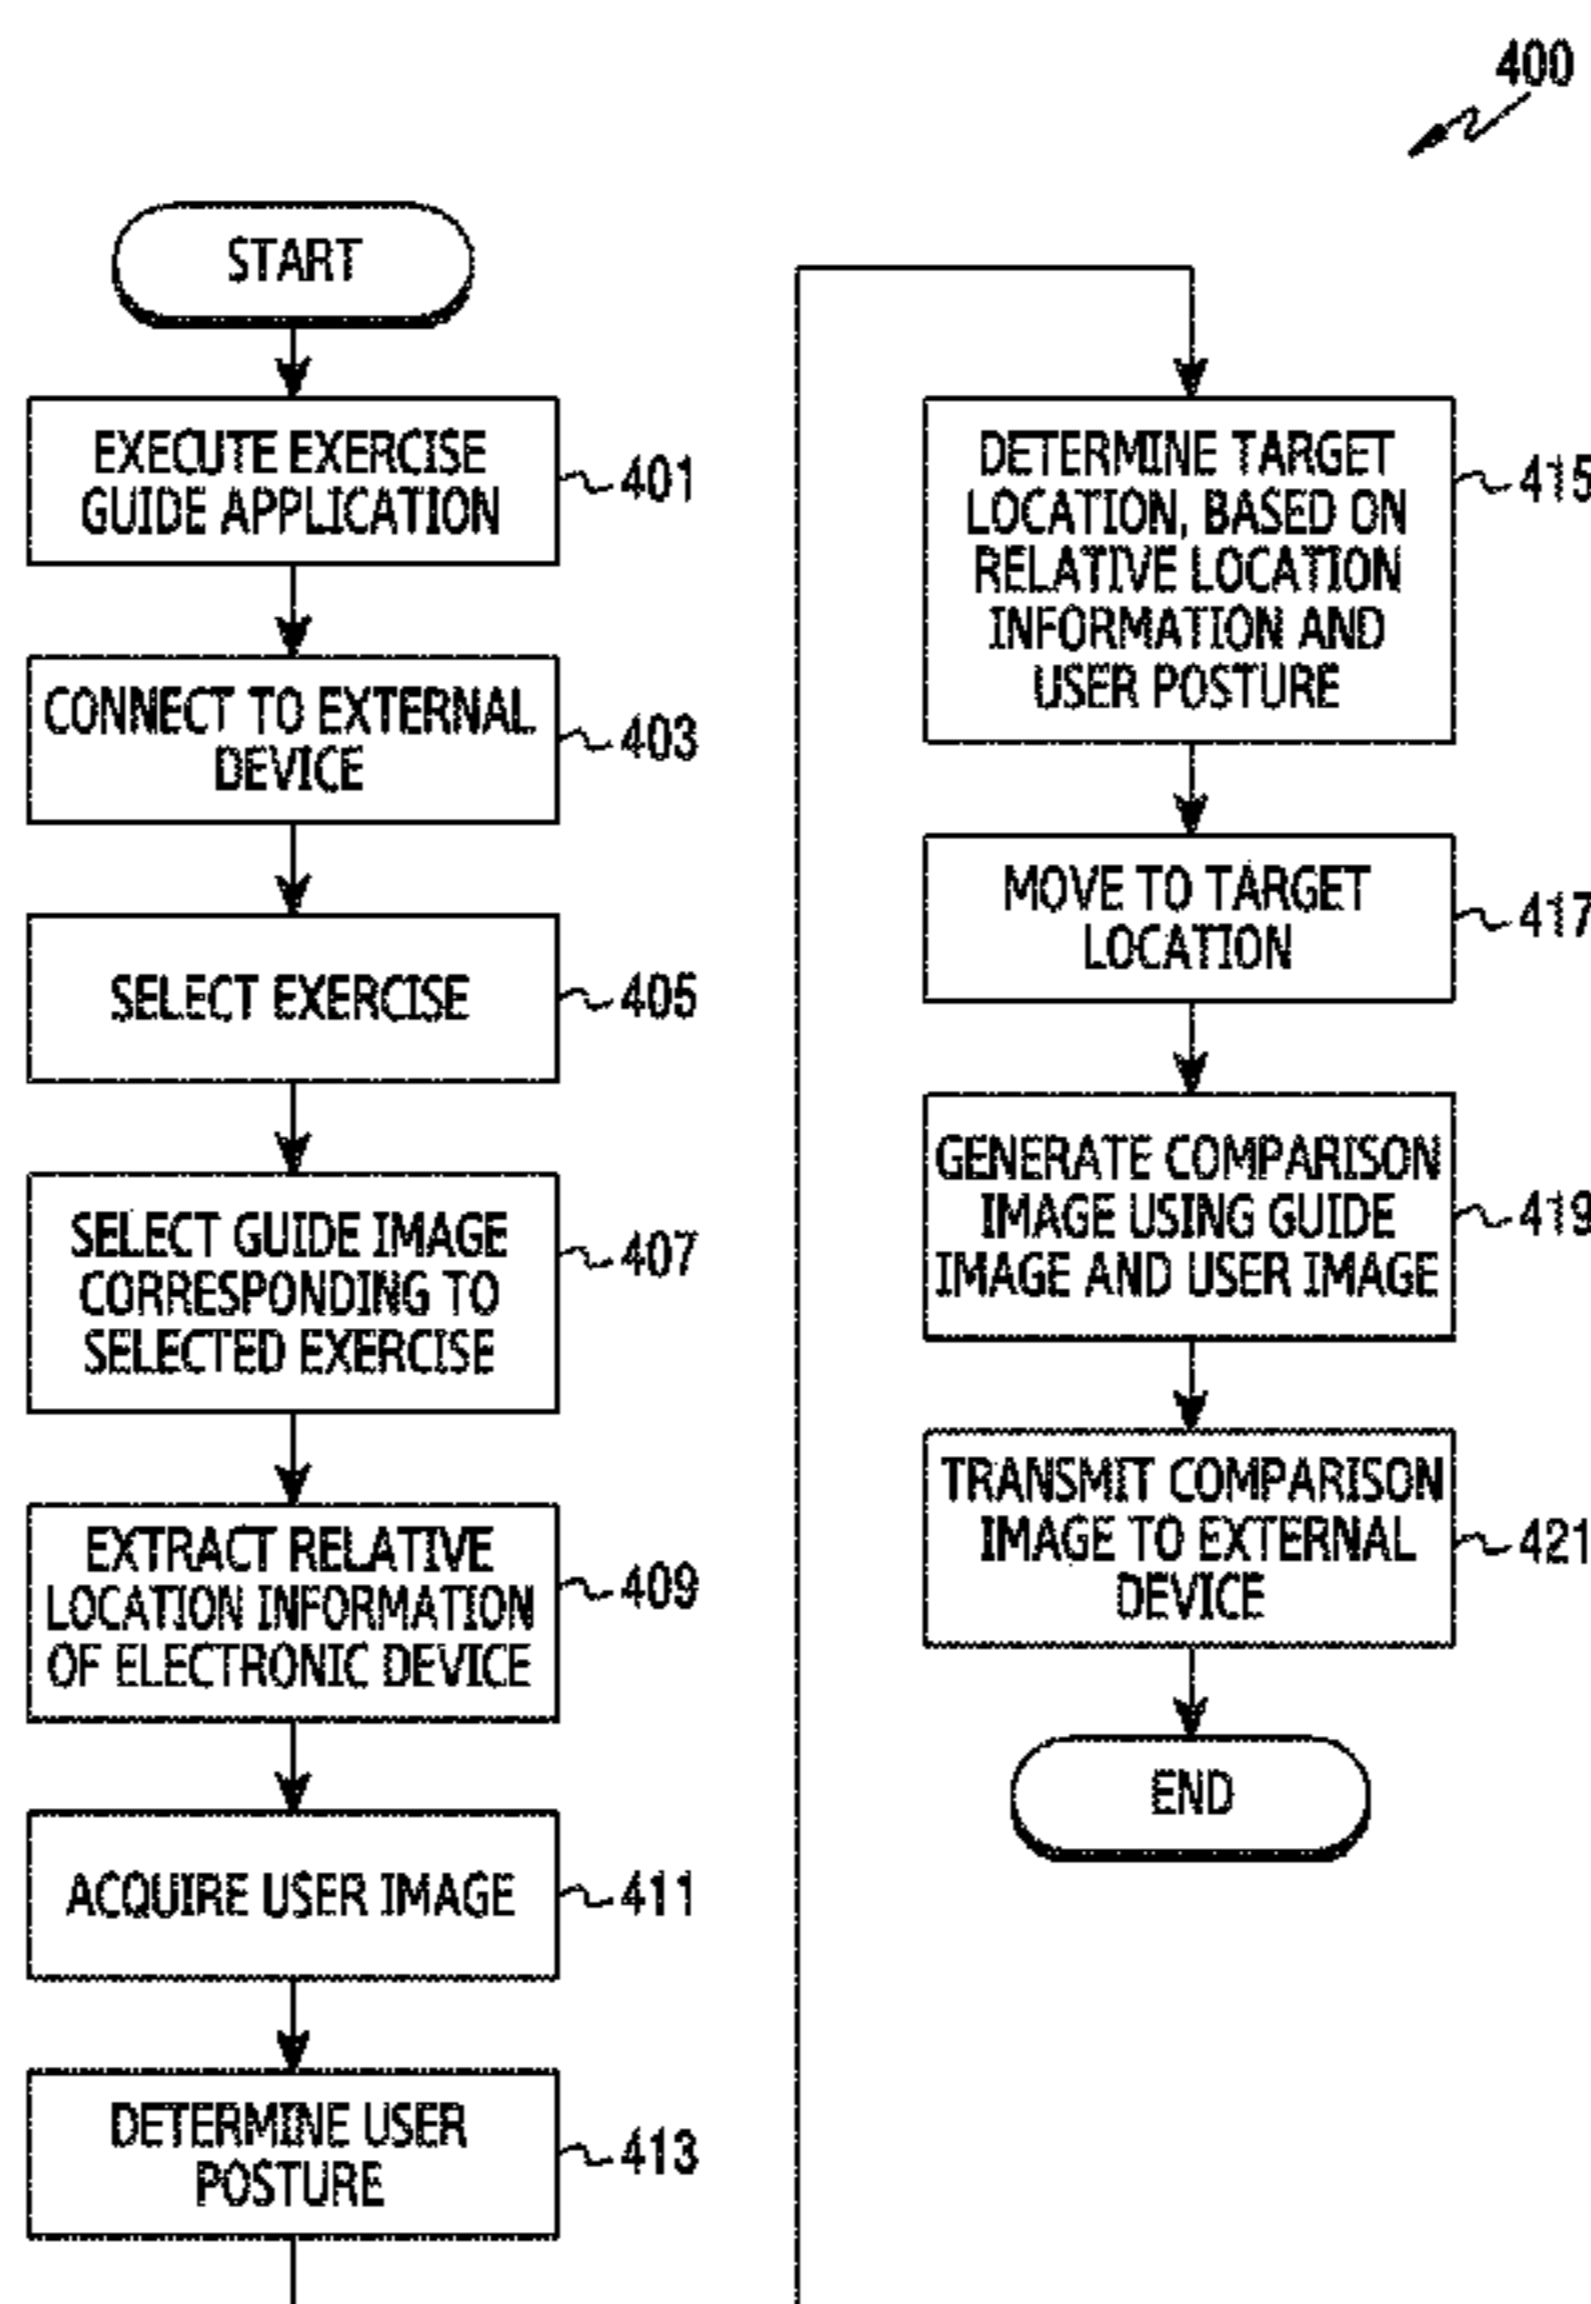 400
START
EXECUTE EXERCISE
GUIDE APPLICATION
401
CONNECT TO EXTERNAL
DEVICE
403
SELECT EXERCISE
405
SELECT GUIDE IMAGE
CORRESPONDING TO
SELECTED EXERCISE
407
EXTRACT RELATIVE
LOCATION INFORMATION
OF ELECTRONIC DEVICE
409
ACQUIRE USER IMAGE
411
DETERMINE USER
POSTURE
413
DETERMINE TARGET
LOCATION, BASED ON
RELATIVE LOCATION
INFORMATION AND
USER POSTURE
415
MOVE TO TARGET
LOCATION
417
GENERATE COMPARISON
IMAGE USING GUIDE
IMAGE AND USER IMAGE
419
TRANSMIT COMPARISON
IMAGE TO EXTERNAL
DEVICE
421
END